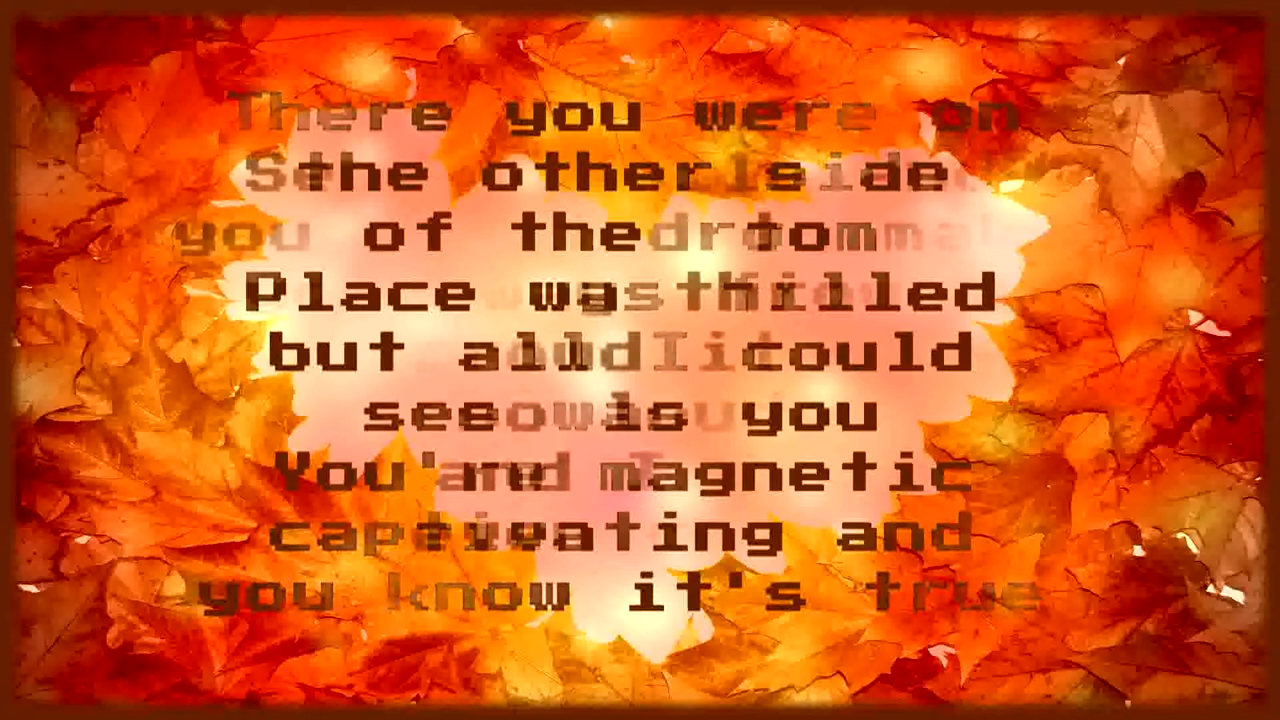 There you were on
the other side
of the room
Place was filled
but all I could
see was you
You're magnetic
captivating and
you know it's true